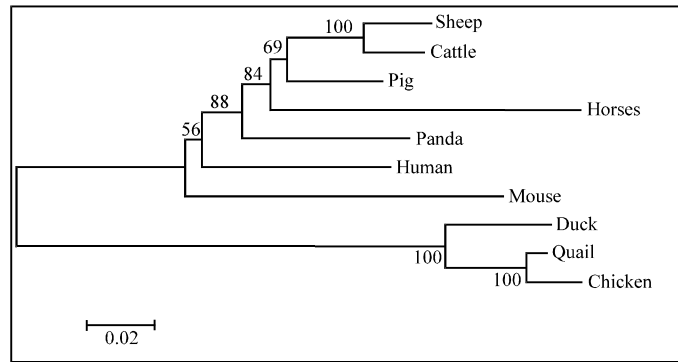 100
Sheep
Cattle
69
Pig
84
Horses
88
Panda
56
Human
Mouse
Duck
100
Quail
100
Chicken
0.02